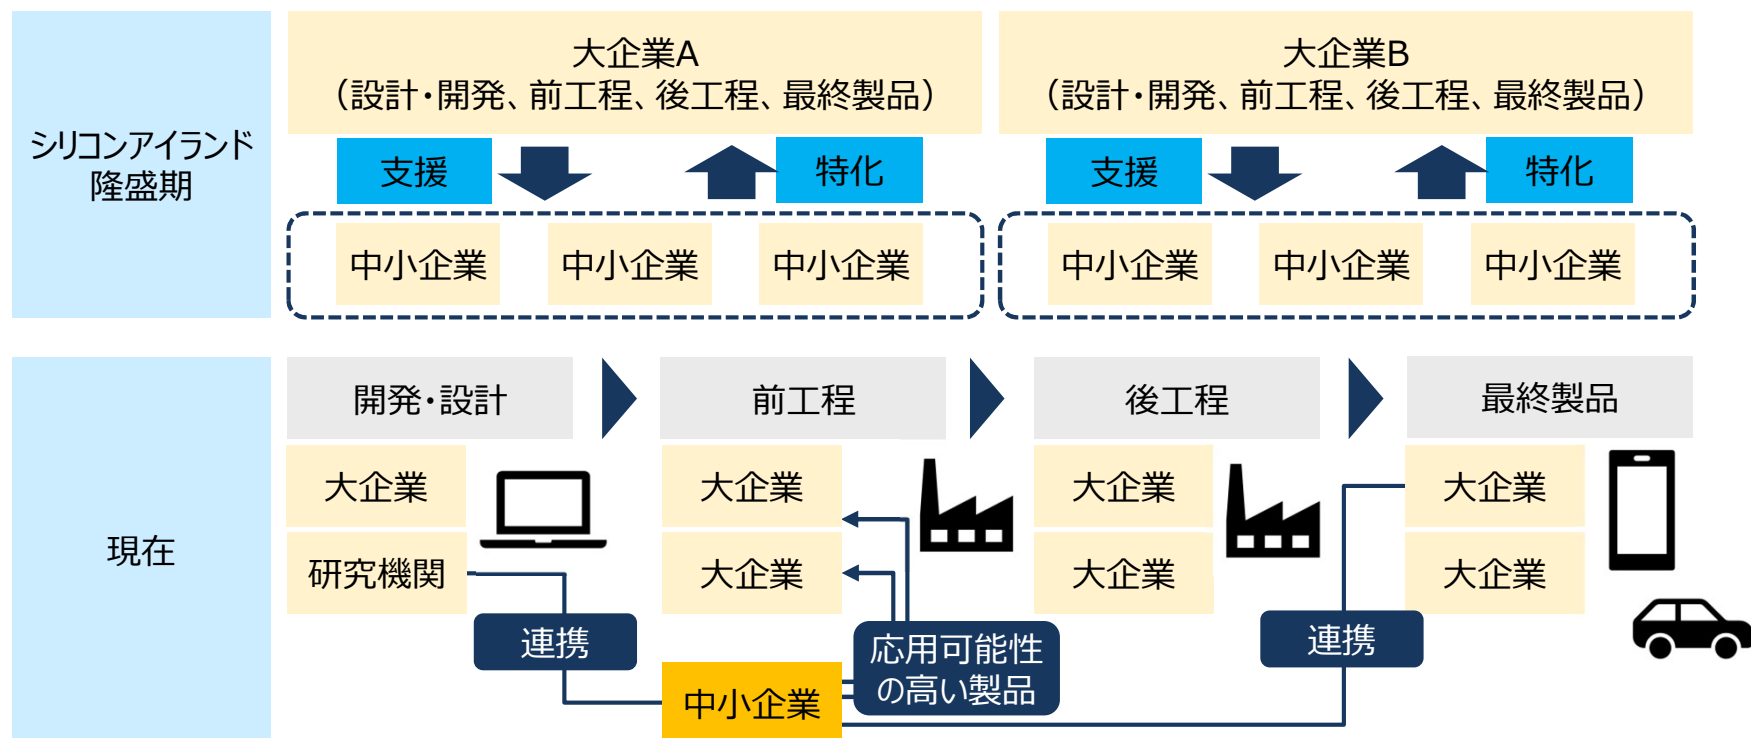 シリコンアイランド
隆盛期
大企業A
（設計・開発、前工程、後工程、最終製品）
大企業B
（設計・開発、前工程、後工程、最終製品）
支援
特化
支援
特化
中小企業
中小企業
中小企業
中小企業
中小企業
中小企業
現在
開発・設計
前工程
後工程
最終製品
大企業
大企業
大企業
大企業
研究機関
大企業
大企業
大企業
連携
応用可能性
の高い製品
連携
中小企業